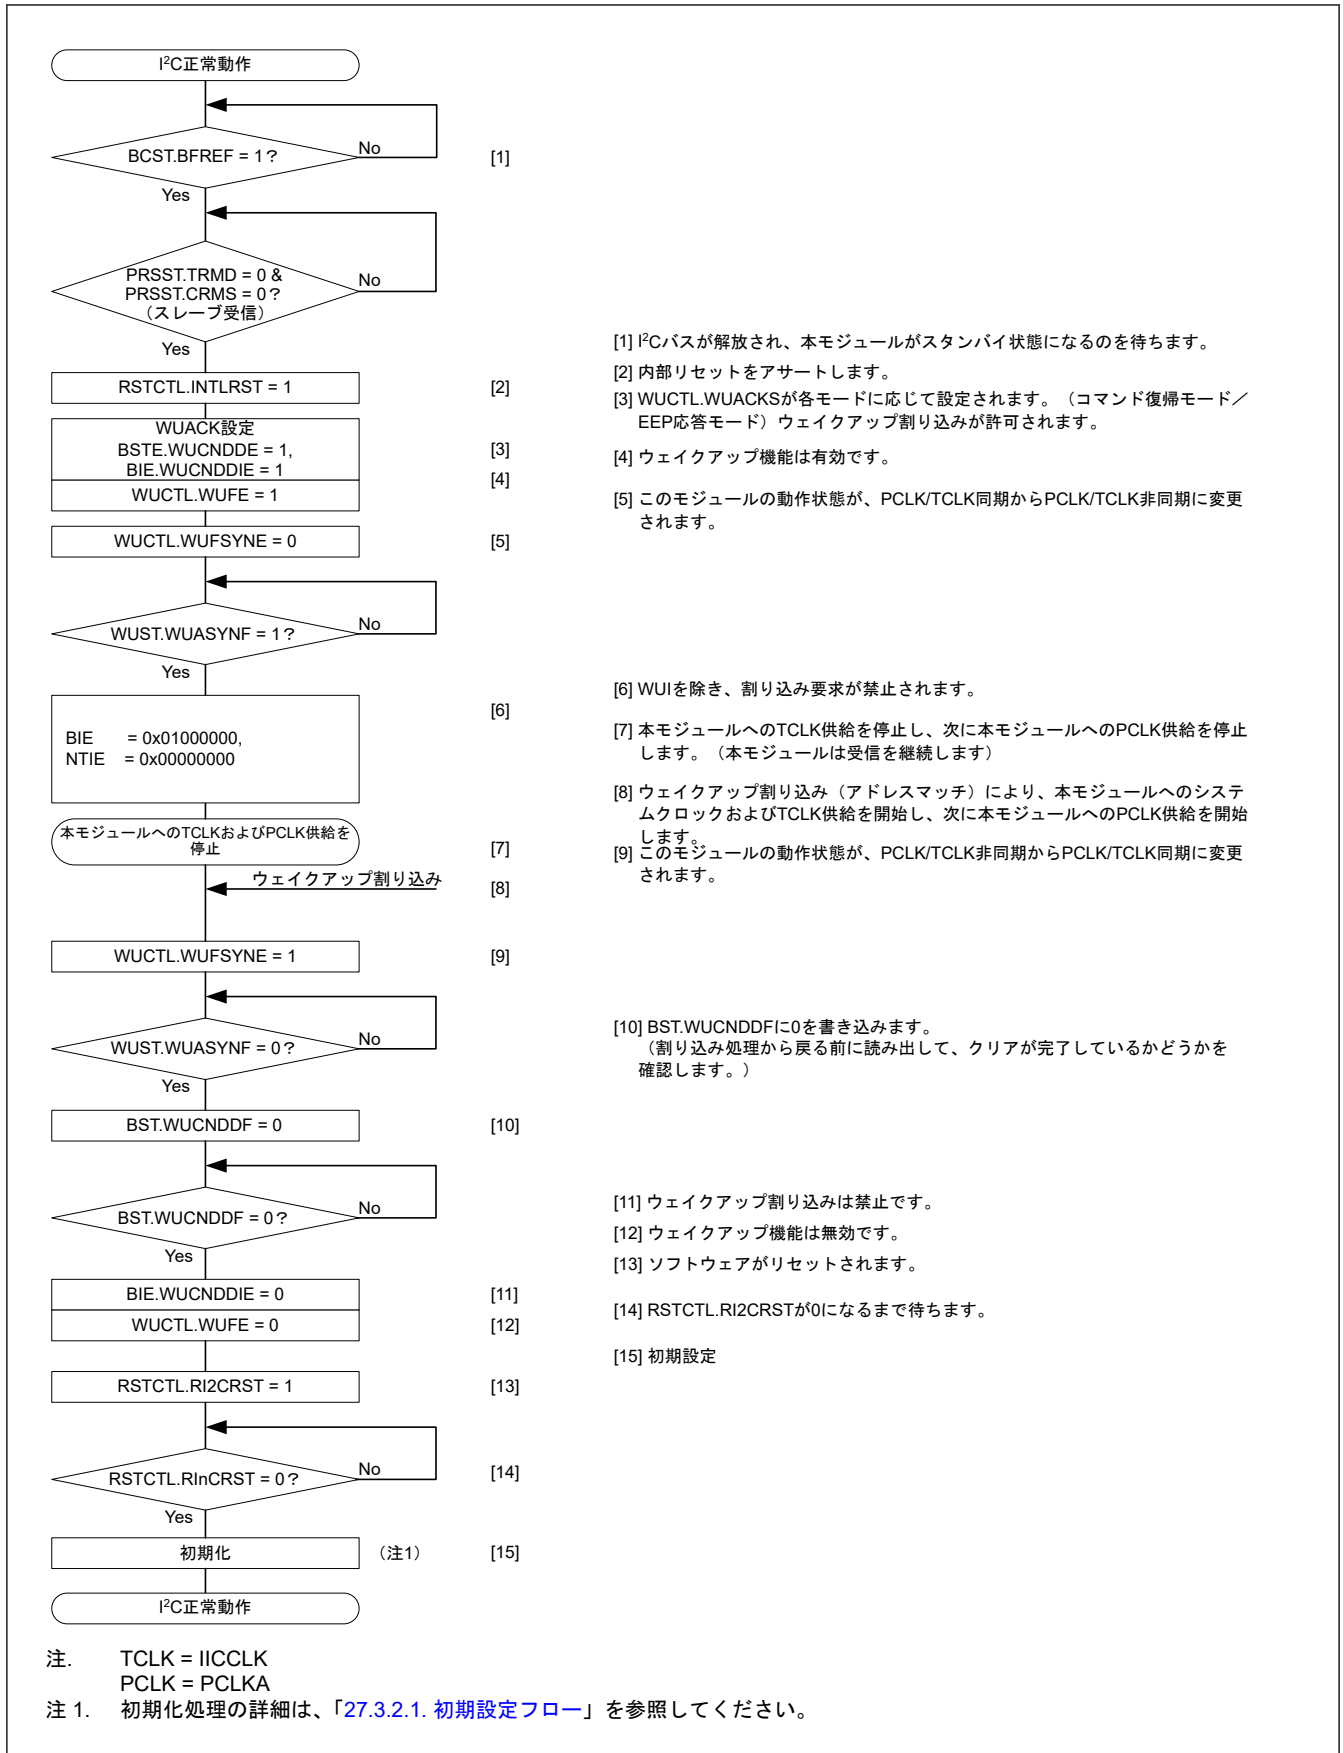 I²C正常動作
BCST.BFREF = 1?
No
[1]
Yes
PRSST.TRMD = 0 &
PRSST.CRMS = 0?
（スレーブ受信）
No
Yes
[1] I²Cバスが解放され、本モジュールがスタンバイ状態になるのを待ちます。
[2] 内部リセットをアサートします。
RSTCTL.INTLRST = 1
[2]
[3] WUCTL.WUACKSが各モードに応じて設定されます。（コマンド復帰モード／
EEP応答モード）ウェイクアップ割り込みが許可されます。
WUACK設定
BSTE.WUCNDDE = 1,
BIE.WUCNDDIE = 1
[3]
[4] ウェイクアップ機能は有効です。
[4]
WUCTL.WUFE = 1
[5] このモジュールの動作状態が、PCLK/TCLK同期からPCLK/TCLK非同期に変更
されます。
WUCTL.WUFSYNE = 0
[5]
WUST.WUASYNF = 1?
No
Yes
[6] WUIを除き、割り込み要求が禁止されます。
[6]
BIE = 0x01000000,
NTIE = 0x00000000
[7] 本モジュールへのTCLK供給を停止し、次に本モジュールへのPCLK供給を停止
します。（本モジュールは受信を継続します）
[8] ウェイクアップ割り込み（アドレスマッチ）により、本モジュールへのシステ
ムクロックおよびTCLK供給を開始し、次に本モジュールへのPCLK供給を開始
します。
本モジュールへのTCLKおよびPCLK供給を
停止
[7]
[9] このモジュールの動作状態が、PCLK/TCLK非同期からPCLK/TCLK同期に変更
されます。
ウェイクアップ割り込み
[8]
WUCTL.WUFSYNE = 1
[9]
WUST.WUASYNF = 0?
No
Yes
[10] BST.WUCNDDFに0を書き込みます。
（割り込み処理から戻る前に読み出して、クリアが完了しているかどうかを
確認します。）
BST.WUCNDDF = 0
[10]
BST.WUCNDDF = 0?
No
Yes
[11] ウェイクアップ割り込みは禁止です。
[12] ウェイクアップ機能は無効です。
[13] ソフトウェアがリセットされます。
BIE.WUCNDDIE = 0
[11]
[14] RSTCTL.RI2CRSTが0になるまで待ちます。
WUCTL.WUFE = 0
[12]
[15] 初期設定
RSTCTL.RI2CRST = 1
[13]
RSTCTL.RInCRST = 0?
No
[14]
Yes
初期化
（注1）
[15]
I²C正常動作
注. TCLK = IICCLK
PCLK = PCLKA
注 1. 初期化処理の詳細は、「27.3.2.1. 初期設定フロー」を参照してください。